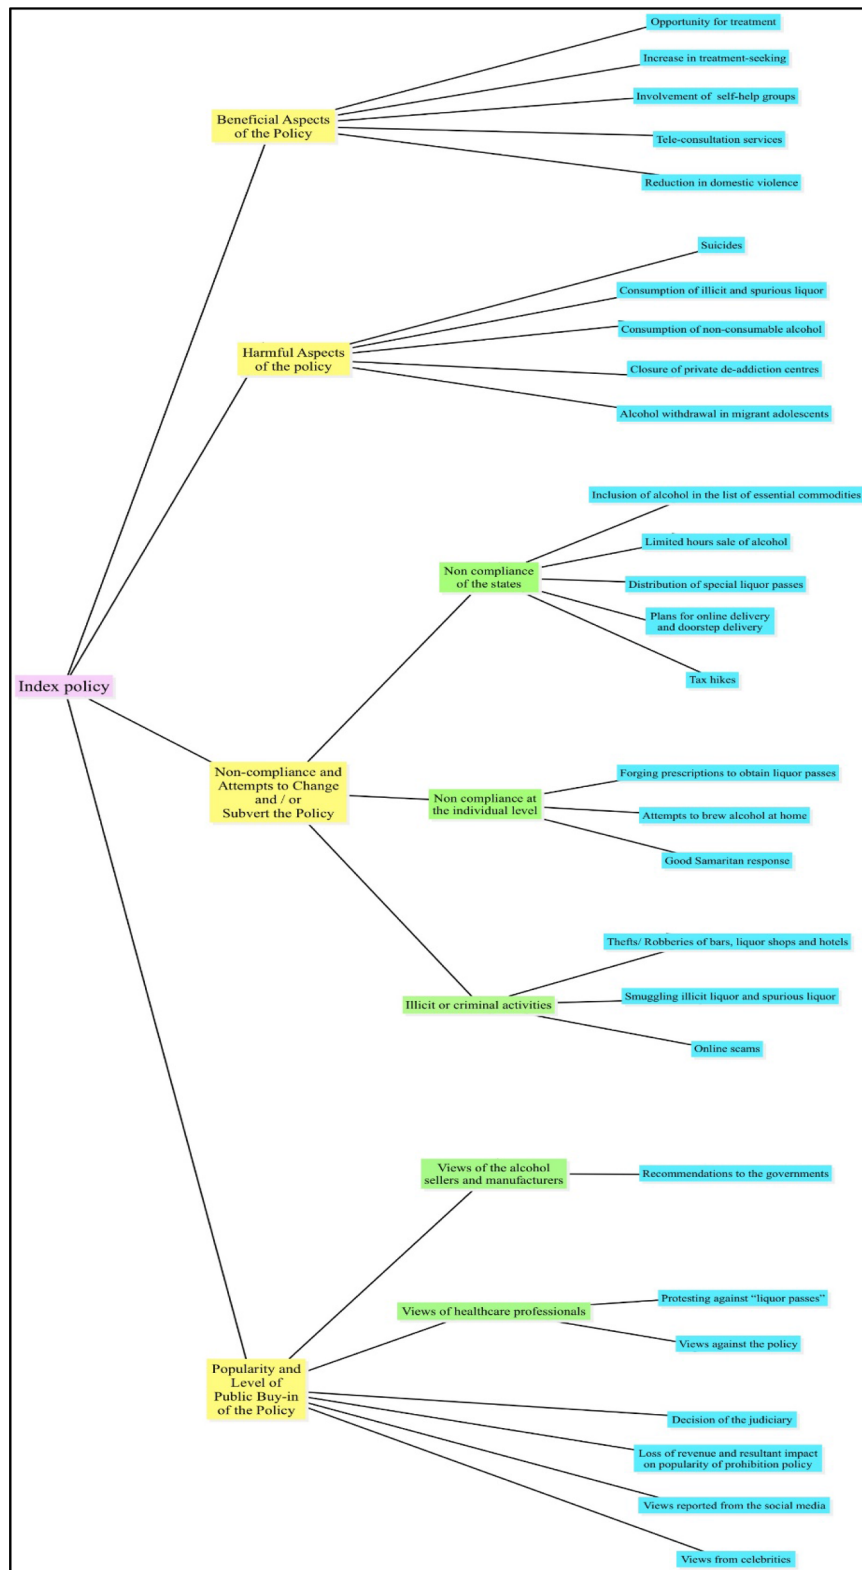 Opportunity for treatment
Increase in treatment-seeking
Involvement of  self-help groups
Beneficial Aspects
of the Policy
Tele-consultation services
Reduction in domestic violence
Suicides
Consumption of illicit and spurious liquor
Consumption of non-consumable alcohol
Harmful Aspects
of the policy
Closure of private de-addiction centres
Alcohol withdrawal in migrant adolescents
Inclusion of alcohol in the list of essential commodities
Limited hours sale of alcohol
Non compliance
of the states
Distribution of special liquor passes
Plans for online delivery
and doorstep delivery
Tax hikes
Index policy
Non-compliance and
Attempts to Change
and / or
Subvert the Policy
Forging prescriptions to obtain liquor passes
Non compliance at
the individual level
Attempts to brew alcohol at home
Good Samaritan response
Thefts/ Robberies of bars, liquor shops and hotels
Illicit or criminal activities
Smuggling illicit liquor and spurious liquor
Online scams
Views of the alcohol
sellers and manufacturers
Recommendations to the governments
Views of healthcare professionals
Protesting against “liquor passes”
Views against the policy
Popularity and
Level of
Public Buy-in
of the Policy
Decision of the judiciary
Loss of revenue and resultant impact
on popularity of prohibition policy
Views reported from the social media
Views from celebrities